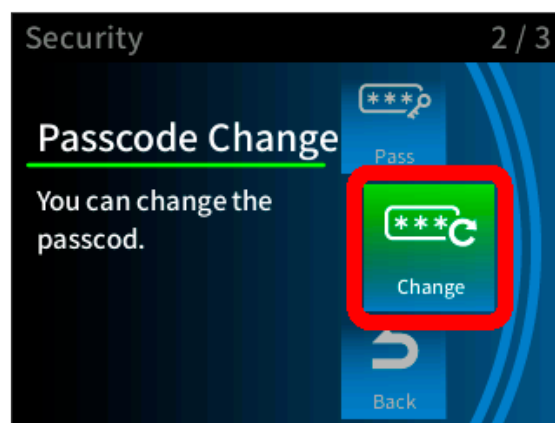 Security 2 / 3
***
Pass
Passcode Change
You can change the
passcod.
***
Change
Back